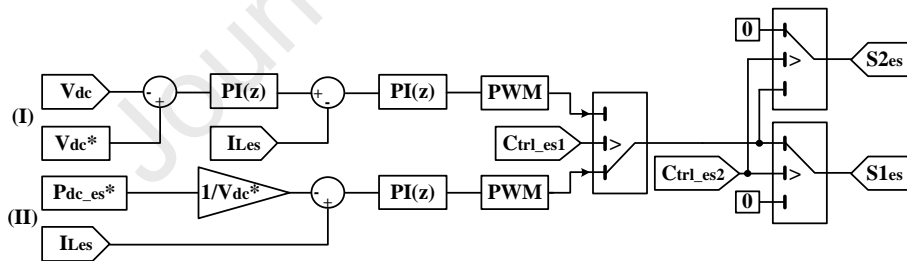 Journ
(I)
Vdc
- +
PI(z)
+ -
PI(z)
PWM
Vdc*
ILes
Ctrl_es1
>
0
>
S2es
(II)
Pdc_es*
1/Vdc*
- +
PI(z)
PWM
ILes
Ctrl_es2
>
0
S1es